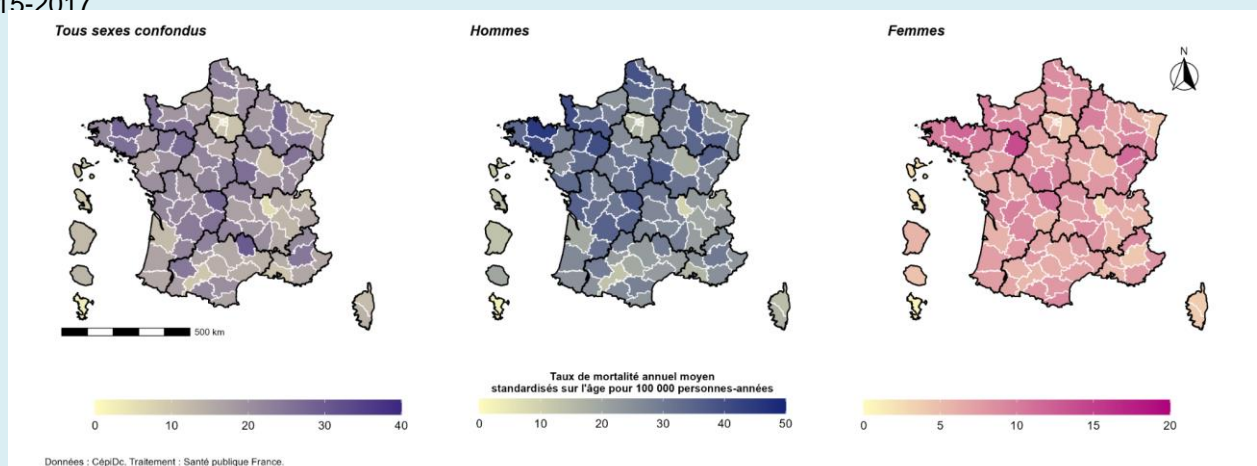 15-2017
Tous sexes confondus
Hommes
Femmes
N
500 km
Taux de mortalité annuel moyen
standardisés sur l'âge pour 100 000 personnes-années
0 10 20 30 40
0 10 20 30 40 50
0 5 10 15 20
Données : CépiDc. Traitement : Santé publique France.